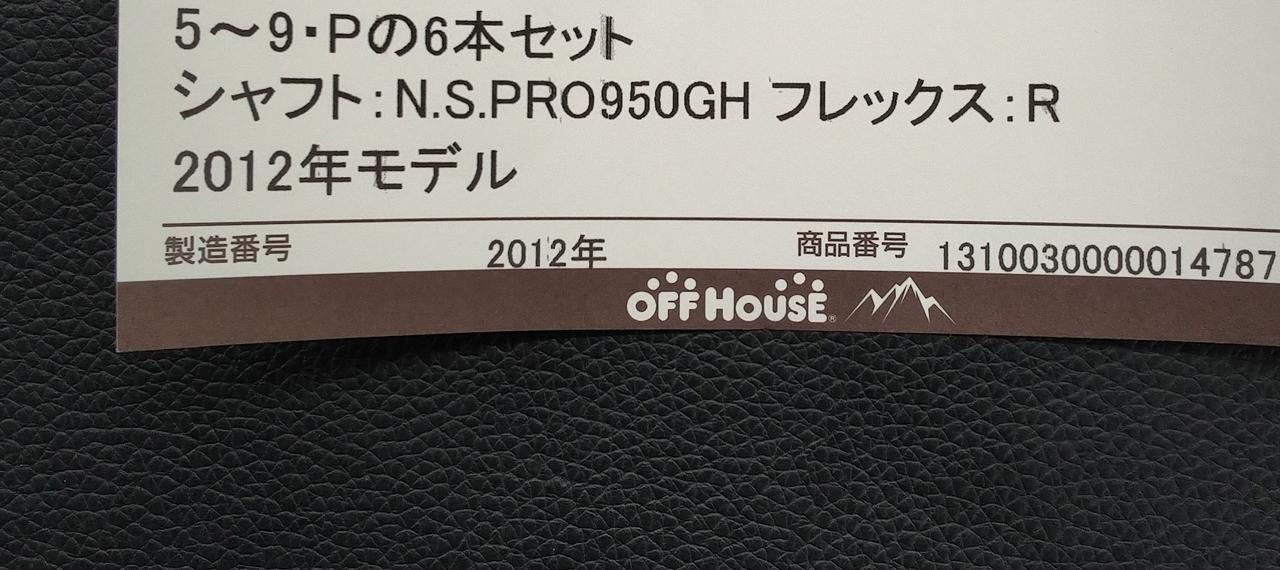 5～9・Pの6本セット
シャフト：N.S.PRO950GH フレックス：R
2012年モデル
製造番号 2012年 商品番号 1310030000014787
OFF HOUSE®